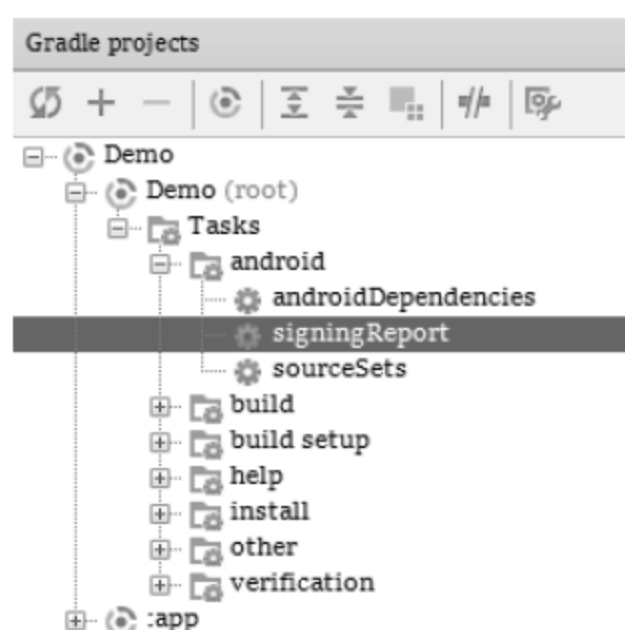 Gradle projects
Demo
Demo (root)
Tasks
android
androidDependencies
signingReport
sourceSets
build
build setup
help
install
other
verification
:app